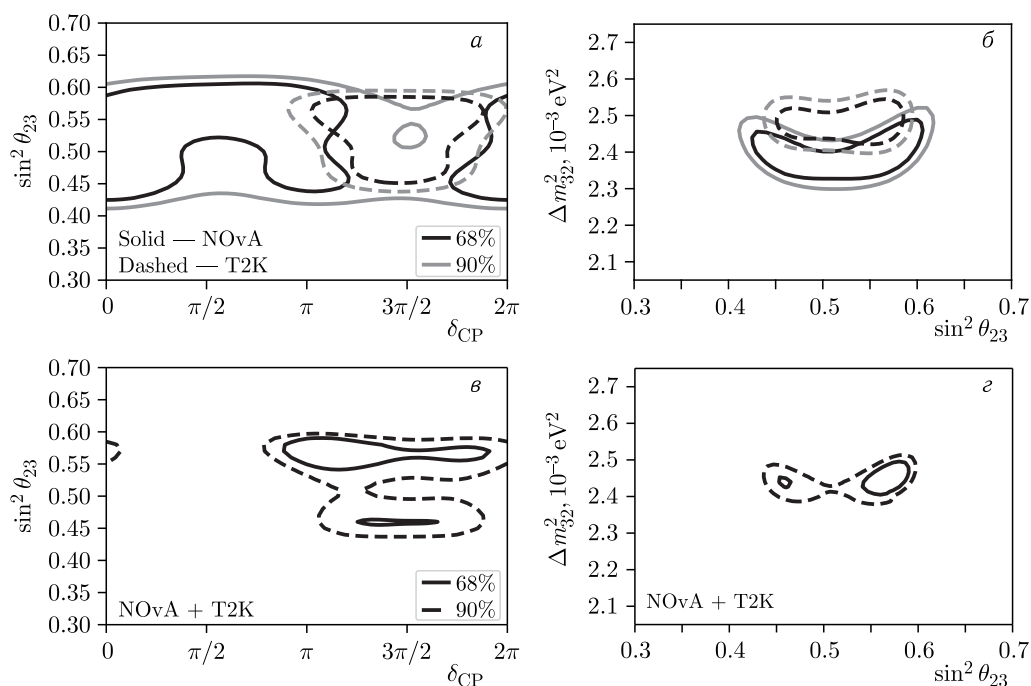 0.70
0.65
0.60
0.55
0.50
0.45
0.40
0.35
0.30
sin² θ₂₃
а
Solid — NOvA
Dashed — T2K
68%
90%
0
π/2
π
3π/2
2π
δCP
2.7
2.6
2.5
2.4
2.3
2.2
2.1
Δm²₃₂, 10⁻³ eV²
б
0.3
0.4
0.5
0.6
0.7
sin² θ₂₃
0.70
0.65
0.60
0.55
0.50
0.45
0.40
0.35
0.30
sin² θ₂₃
в
NOvA + T2K
68%
90%
0
π/2
π
3π/2
2π
δCP
2.7
2.6
2.5
2.4
2.3
2.2
2.1
Δm²₃₂, 10⁻³ eV²
г
NOvA + T2K
0.3
0.4
0.5
0.6
0.7
sin² θ₂₃